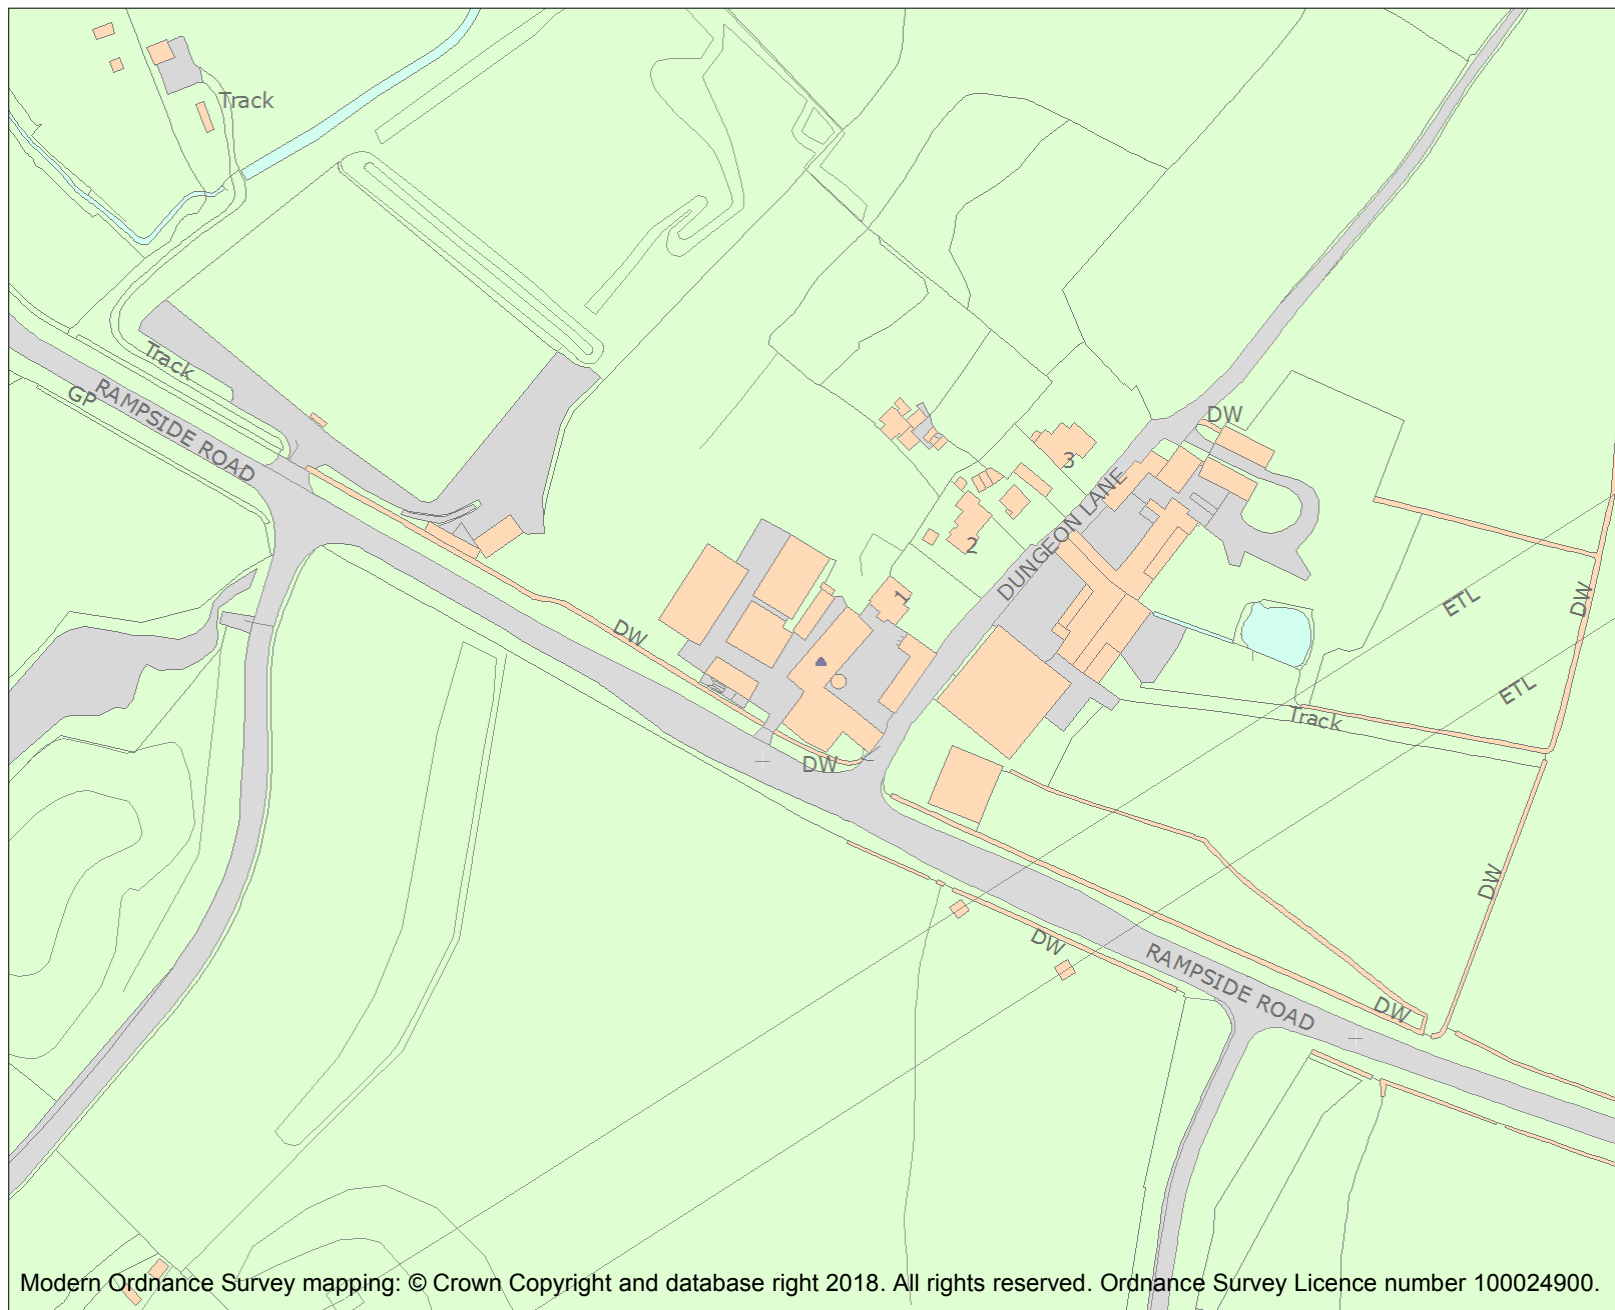 Track
Track
GP
RAMPSIDE ROAD
DW
3
DUNGEON LANE
2
1
DW
ETL
DW
ETL
Track
DW
DW
DW
RAMPSIDE ROAD
DW
Modern Ordnance Survey mapping: © Crown Copyright and database right 2018. All rights reserved. Ordnance Survey Licence number 100024900.